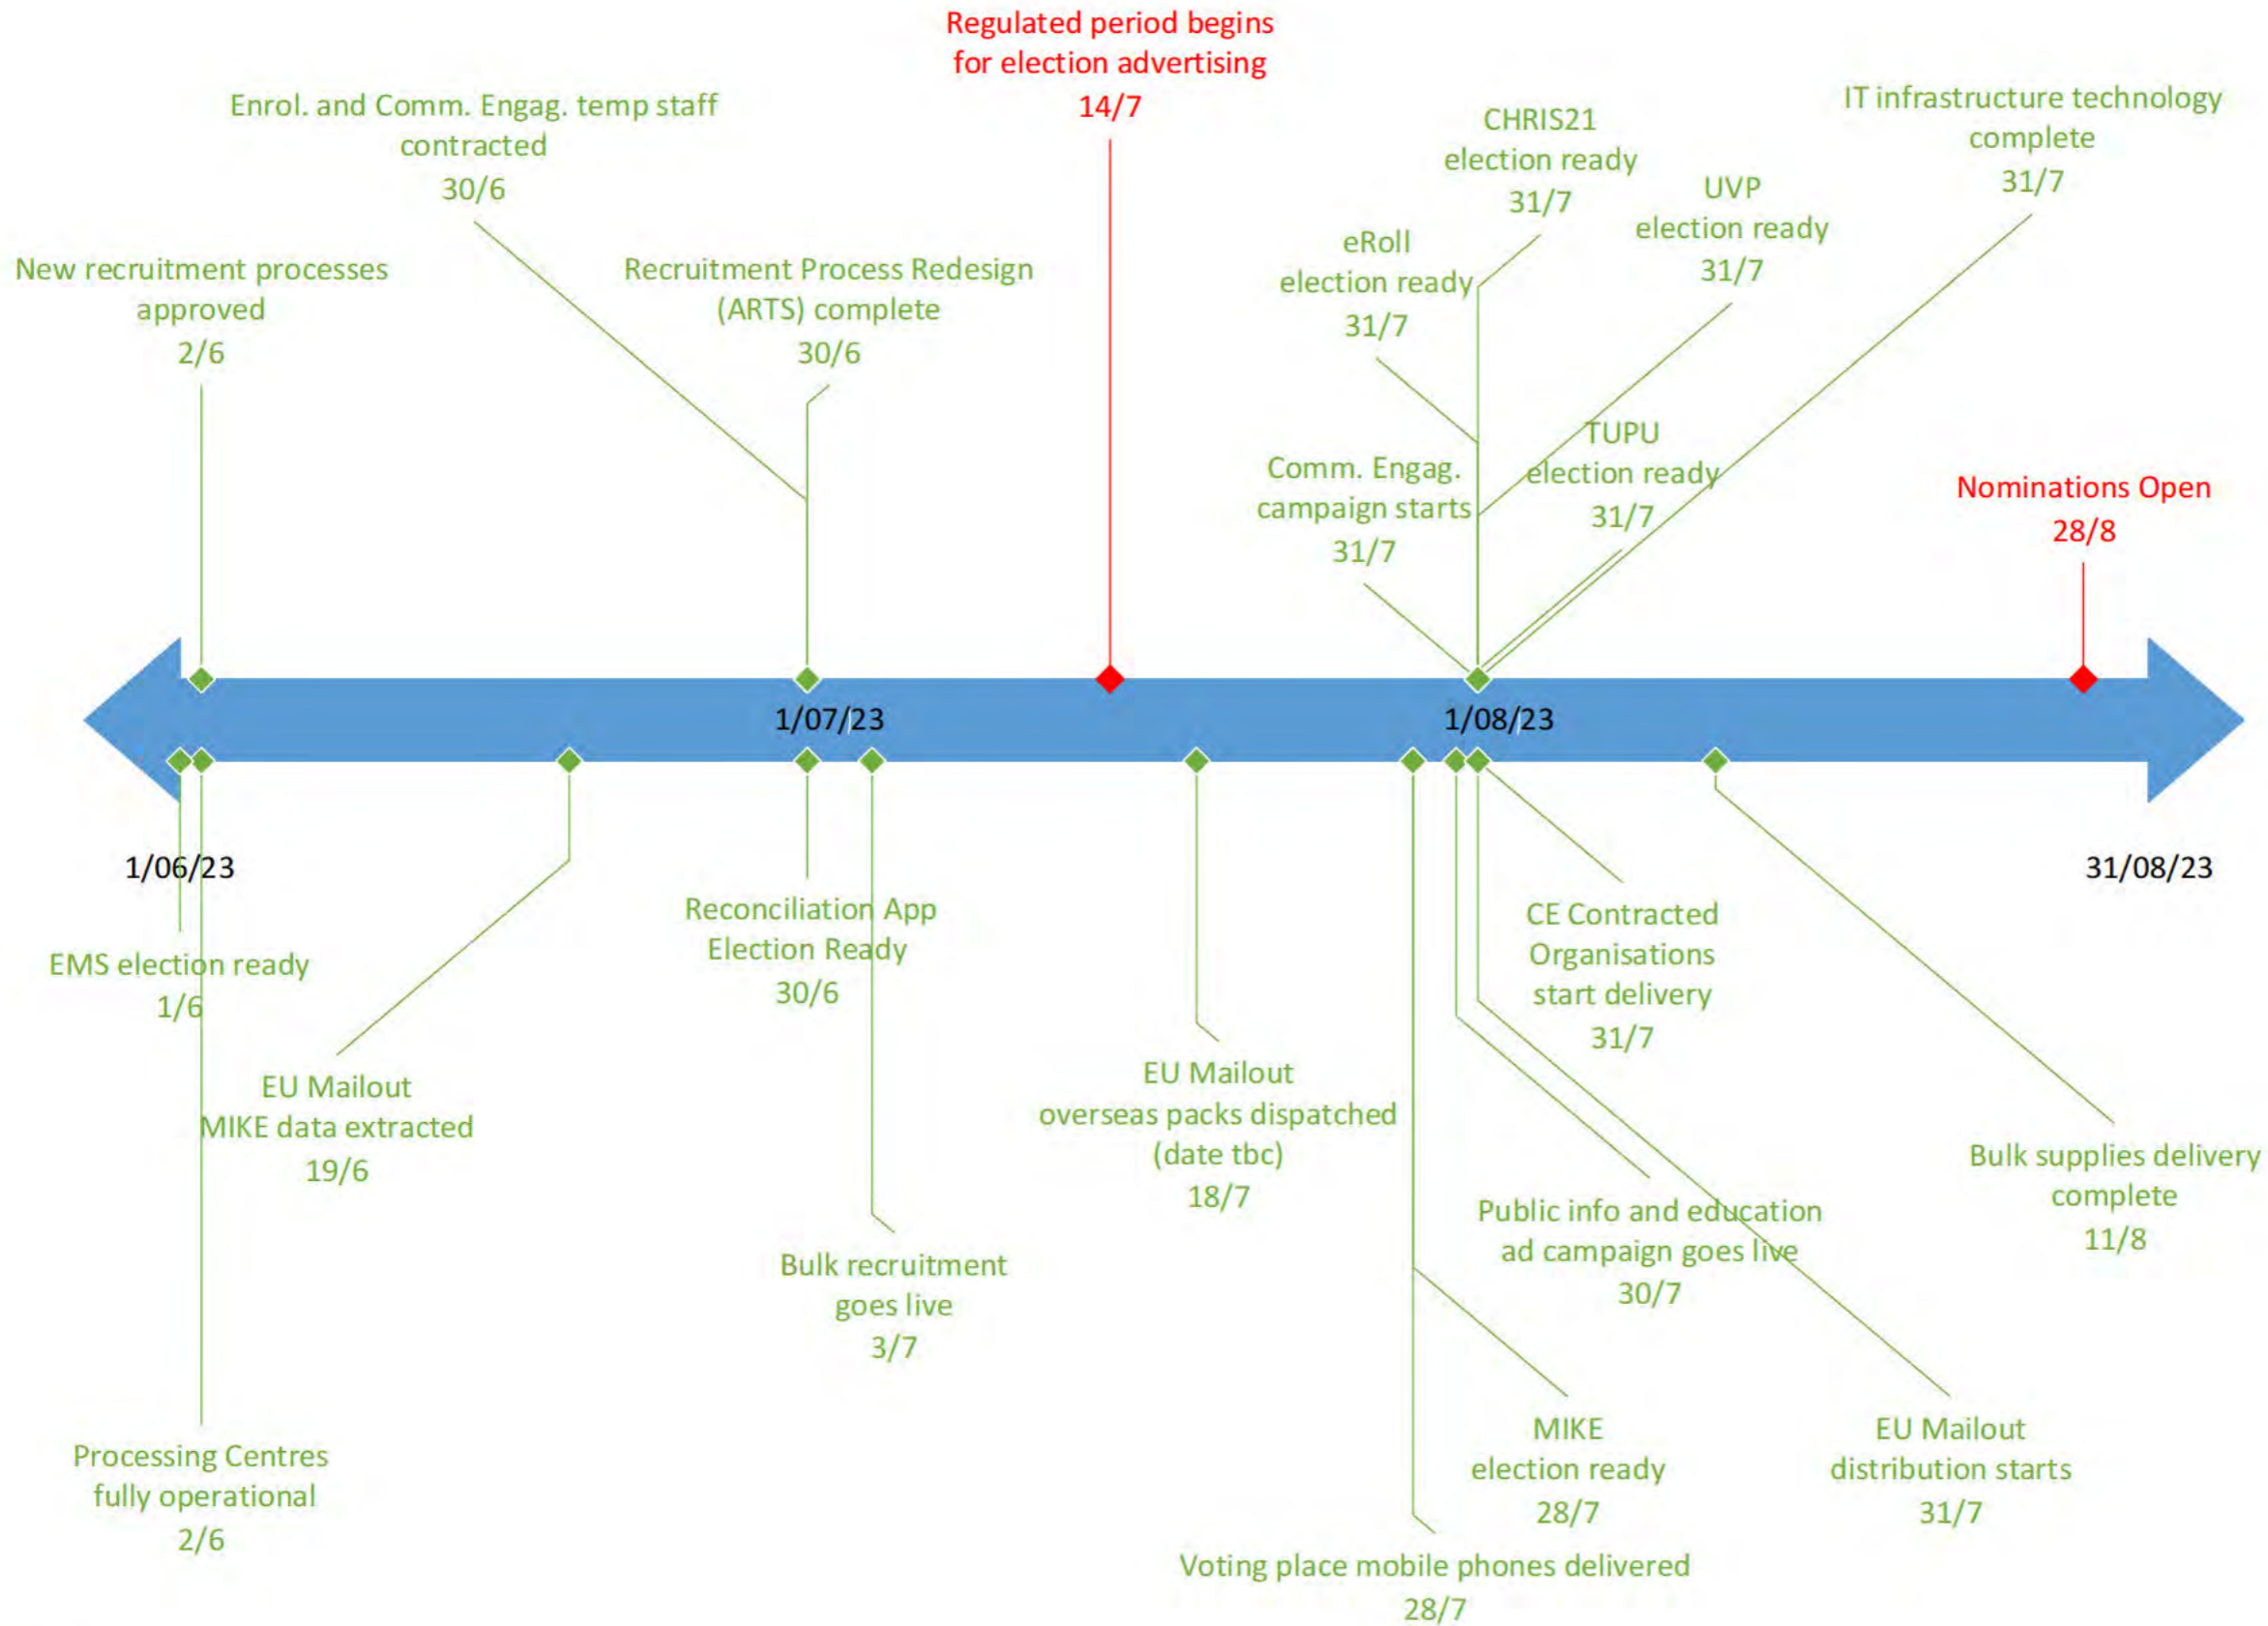 Regulated period begins
for election advertising
14/7
Enrol. and Comm. Engag. temp staff
contracted
30/6
IT infrastructure technology
complete
31/7
CHRIS21
election ready
31/7
UVP
election ready
31/7
New recruitment processes
approved
2/6
Recruitment Process Redesign
(ARTS) complete
30/6
eRoll
election ready
31/7
TUPU
election ready
31/7
Comm. Engag.
campaign starts
31/7
Nominations Open
28/8
1/07/23
1/08/23
1/06/23
31/08/23
EMS election ready
1/6
Reconciliation App
Election Ready
30/6
CE Contracted
Organisations
start delivery
31/7
EU Mailout
MIKE data extracted
19/6
EU Mailout
overseas packs dispatched
(date tbc)
18/7
Bulk supplies delivery
complete
11/8
Public info and education
ad campaign goes live
30/7
Bulk recruitment
goes live
3/7
Processing Centres
fully operational
2/6
MIKE
election ready
28/7
EU Mailout
distribution starts
31/7
Voting place mobile phones delivered
28/7